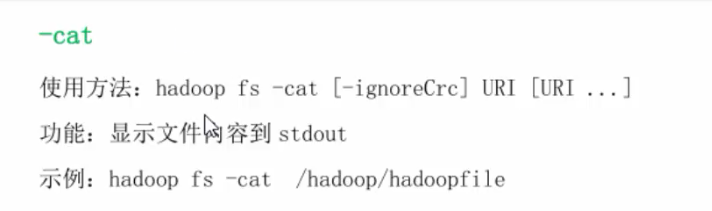 -cat
使用方法：hadoop fs -cat [-ignoreCrc] URI [URI ...]
功能：显示文件内容到 stdout
示例：hadoop fs -cat /hadoop/hadoopfile